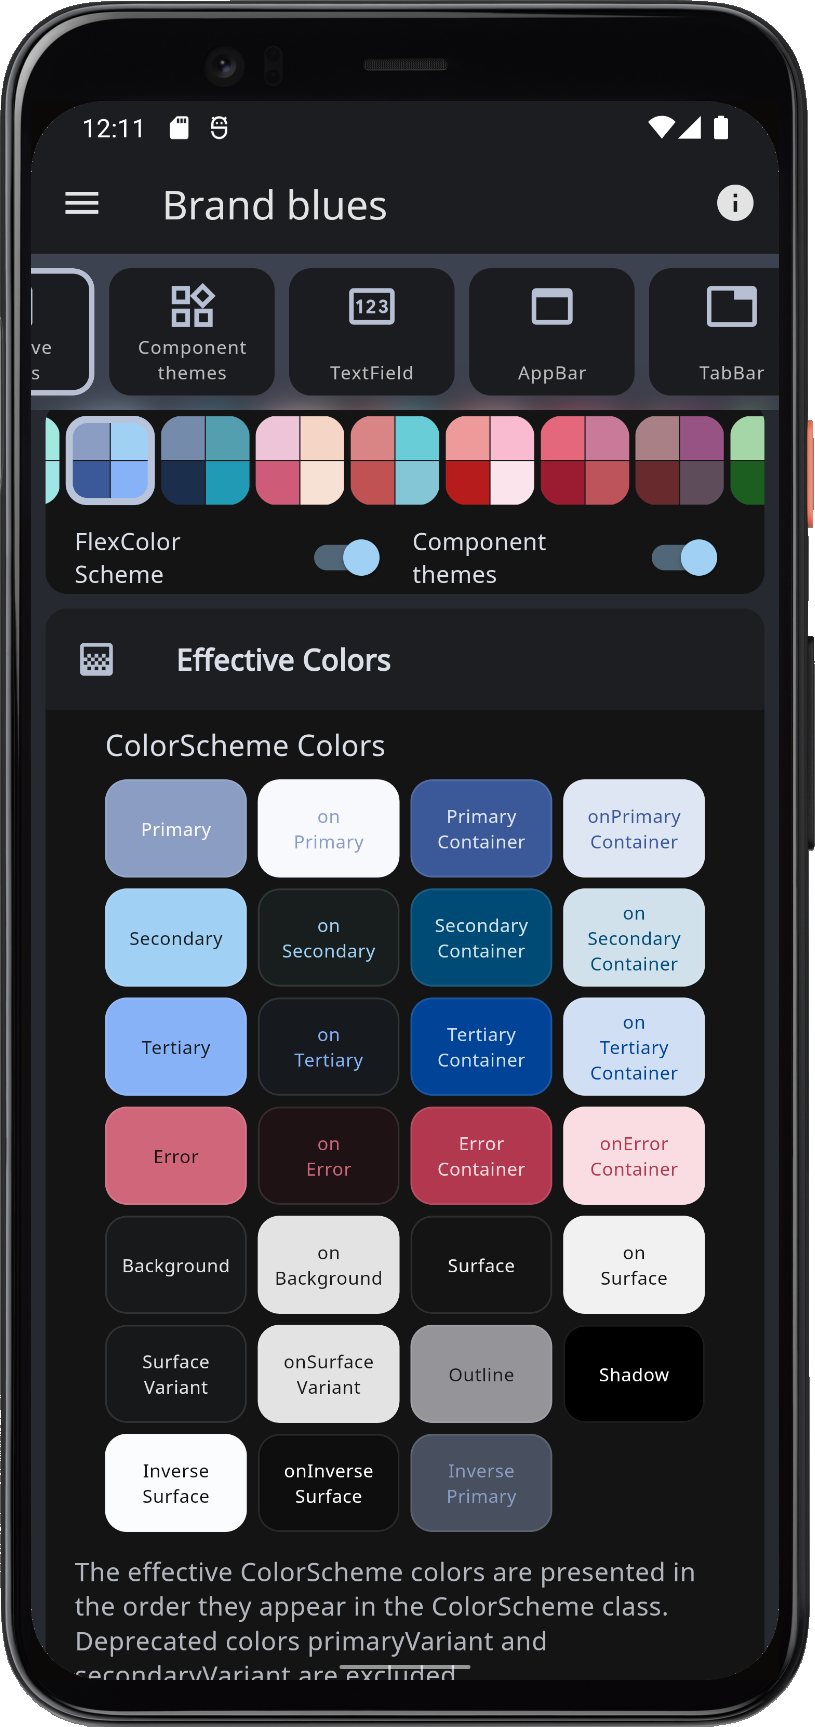 12:11
Brand blues
ve
s
Component
themes
123
TextField
AppBar
TabBar
FlexColor
Scheme
Component
themes
Effective Colors
ColorScheme Colors
Primary
on
Primary
Primary
Container
onPrimary
Container
Secondary
on
Secondary
Secondary
Container
on
Secondary
Container
Tertiary
on
Tertiary
Tertiary
Container
on
Tertiary
Container
Error
on
Error
Error
Container
onError
Container
Background
on
Background
Surface
on
Surface
Surface
Variant
onSurface
Variant
Outline
Shadow
Inverse
Surface
onInverse
Surface
Inverse
Primary
The effective ColorScheme colors are presented in
the order they appear in the ColorScheme class.
Deprecated colors primaryVariant and
secondaryVariant are excluded